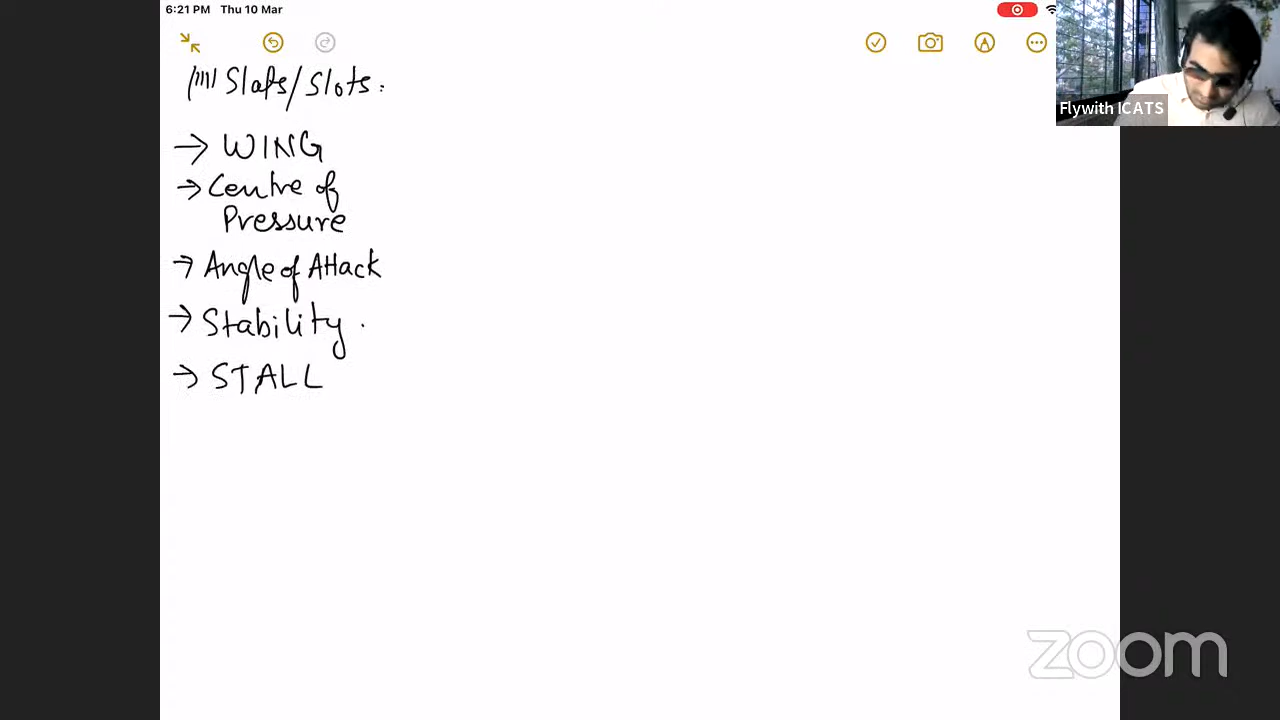 6:21 PM Thu 10 Mar
Slats/Slots:
→ WING
→ Centre of
Pressure
→ Angle of Attack
→ Stability.
→ STALL
Flywith ICATS
zoom